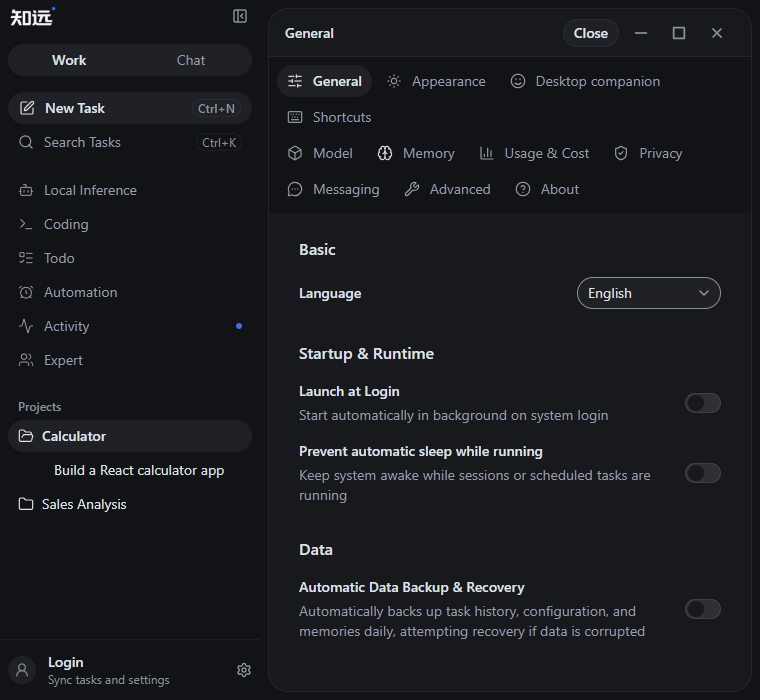 知远
Work
Chat
New Task
Ctrl+N
Search Tasks
Ctrl+K
Local Inference
Coding
Todo
Automation
Activity
Expert
Projects
Calculator
Build a React calculator app
Sales Analysis
Login
Sync tasks and settings
General
Close
General
Appearance
Desktop companion
Shortcuts
Model
Memory
Usage & Cost
Privacy
Messaging
Advanced
About
Basic
Language
English
Startup & Runtime
Launch at Login
Start automatically in background on system login
Prevent automatic sleep while running
Keep system awake while sessions or scheduled tasks are
running
Data
Automatic Data Backup & Recovery
Automatically backs up task history, configuration, and
memories daily, attempting recovery if data is corrupted